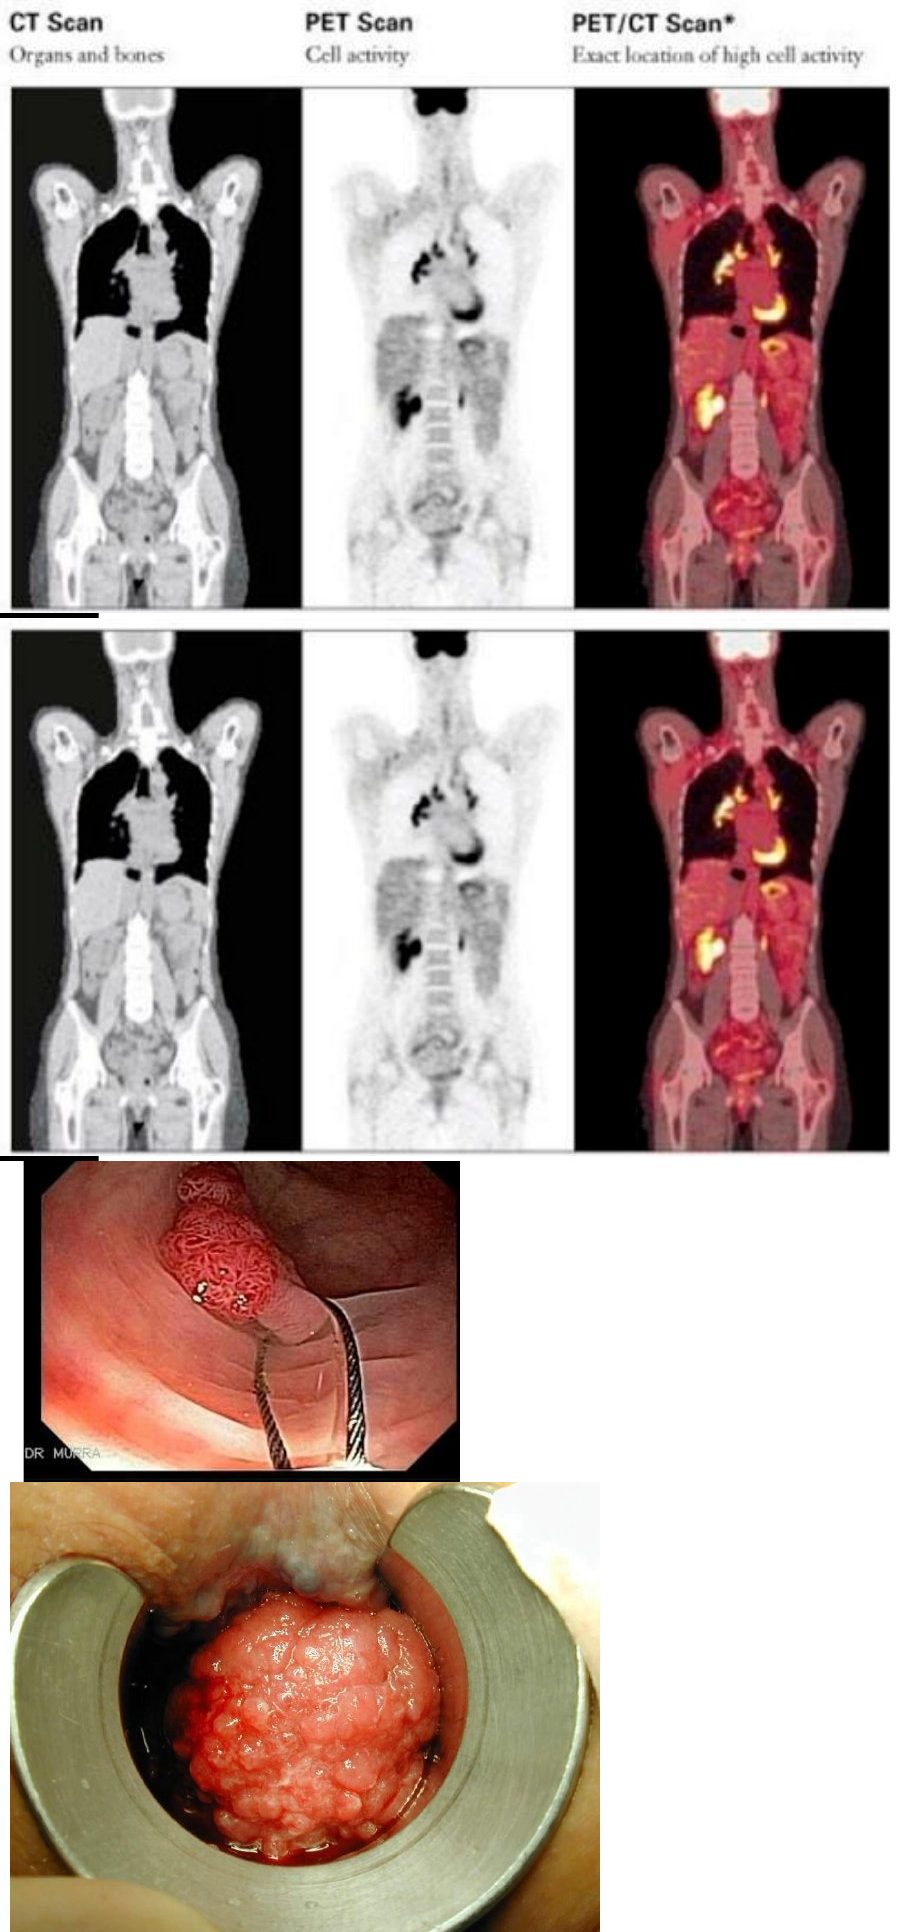 CT Scan
Organs and bones
PET Scan
Cell activity
PET/CT Scan*
Exact location of high cell activity
DR MURRA